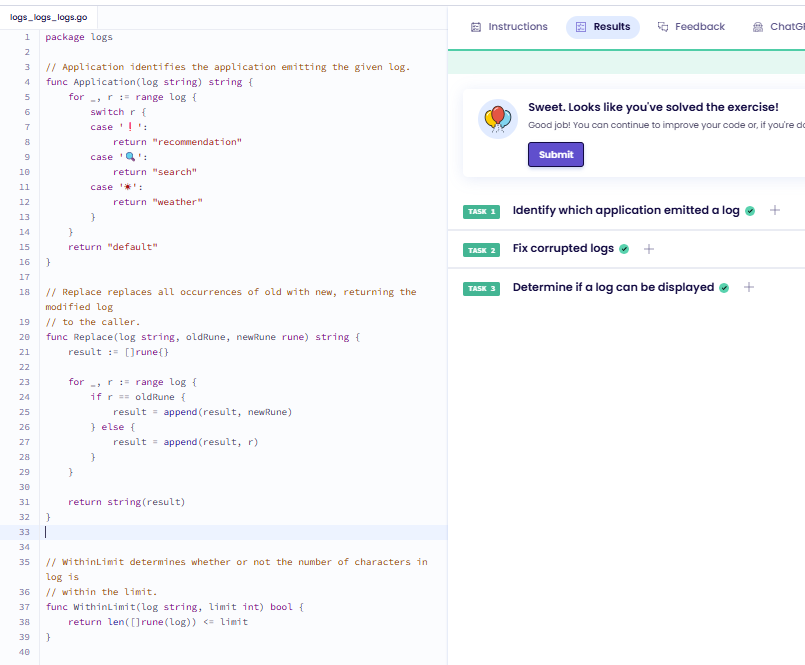 logs_logs_logs.go
Instructions
Results
Feedback
1 package logs
2
3 // Application identifies the application emitting the given log.
4 func Application(log string) string {
5     for _, r := range log {
6         switch r {
7         case '❗':
8             return "recommendation"
9         case '🔍':
10             return "search"
11         case '☀':
12             return "weather"
13         }
14     }
15     return "default"
16 }
17
18 // Replace replaces all occurrences of old with new, returning the
modified log
19 // to the caller.
20 func Replace(log string, oldRune, newRune rune) string {
21     result := []rune{}
22
23     for _, r := range log {
24         if r == oldRune {
25             result = append(result, newRune)
26         } else {
27             result = append(result, r)
28         }
29     }
30
31     return string(result)
32 }
33
34
35 // WithinLimit determines whether or not the number of characters in
log is
36 // within the limit.
37 func WithinLimit(log string, limit int) bool {
38     return len([]rune(log)) <= limit
39 }
40
Sweet. Looks like you've solved the exercise!
Good job! You can continue to improve your code or, if you're
Submit
TASK 1 Identify which application emitted a log
TASK 2 Fix corrupted logs
TASK 3 Determine if a log can be displayed